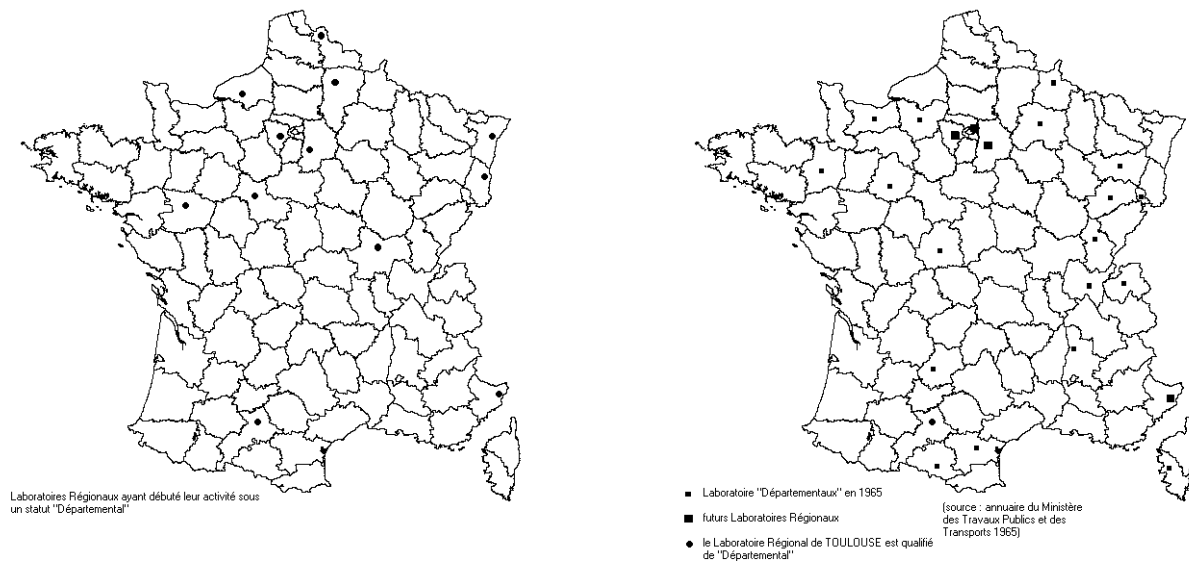 Laboratoires Régionaux ayant débuté leur activité sous
un statut "Départemental"
Laboratoire "Départementaux" en 1965
futurs Laboratoires Régionaux
le Laboratoire Régional de TOULOUSE est qualifié
de "Départemental"
(source : annuaire du Ministère
des Travaux Publics et des
Transports 1965)